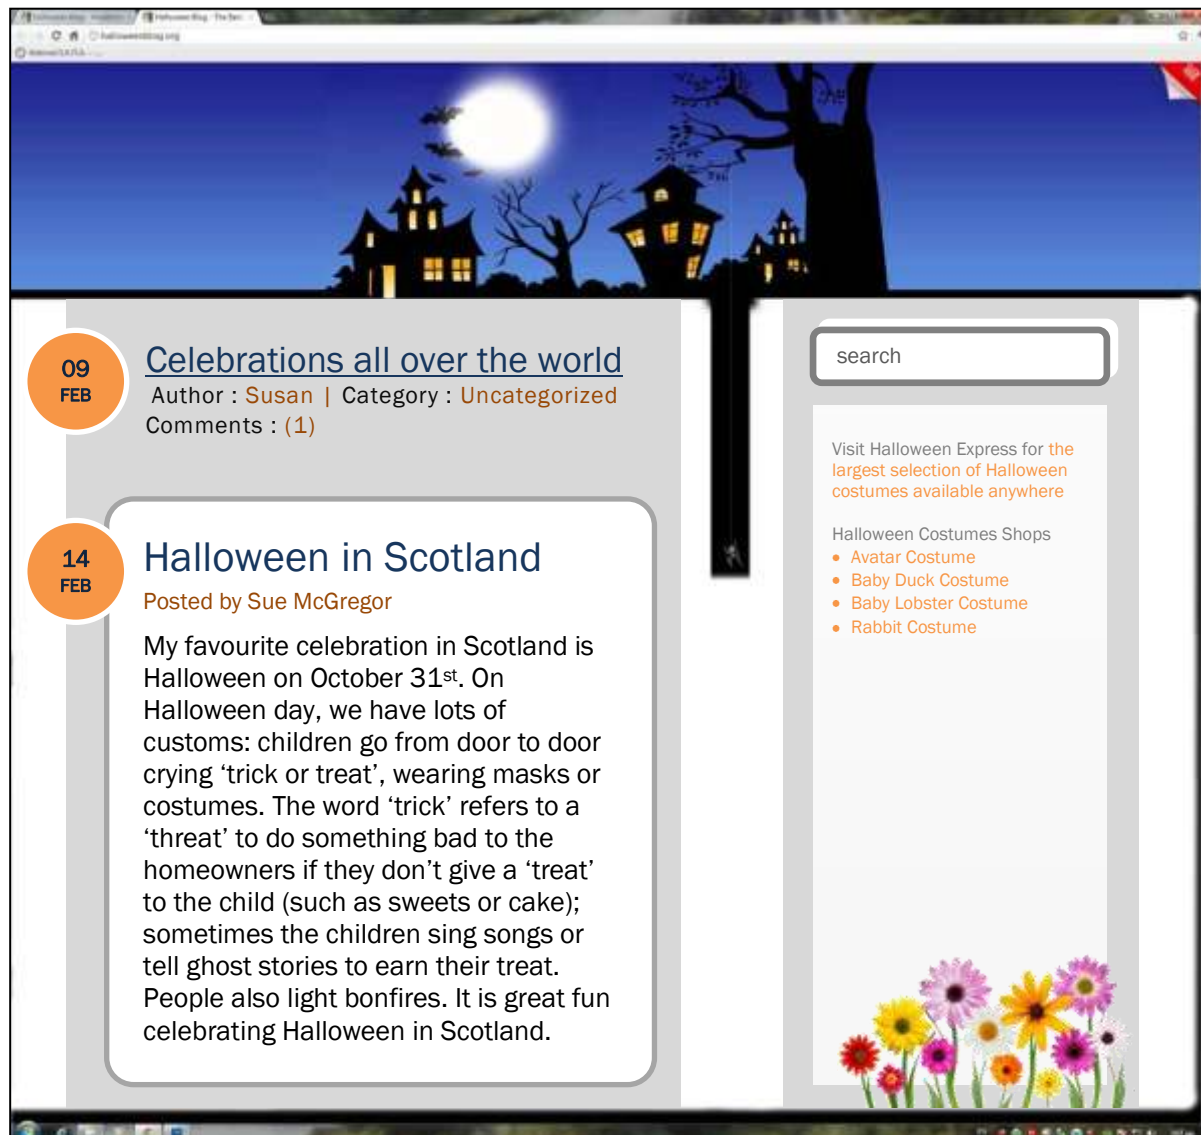 halloweenblog.org
09
FEB
Celebrations all over the world
Author : Susan | Category : Uncategorized
Comments : (1)
14
FEB
Halloween in Scotland
Posted by Sue McGregor
My favourite celebration in Scotland is
Halloween on October 31st. On
Halloween day, we have lots of
customs: children go from door to door
crying ‘trick or treat’, wearing masks or
costumes. The word ‘trick’ refers to a
‘threat’ to do something bad to the
homeowners if they don’t give a ‘treat’
to the child (such as sweets or cake);
sometimes the children sing songs or
tell ghost stories to earn their treat.
People also light bonfires. It is great fun
celebrating Halloween in Scotland.
search
Visit Halloween Express for the
largest selection of Halloween
costumes available anywhere
Halloween Costumes Shops
• Avatar Costume
• Baby Duck Costume
• Baby Lobster Costume
• Rabbit Costume